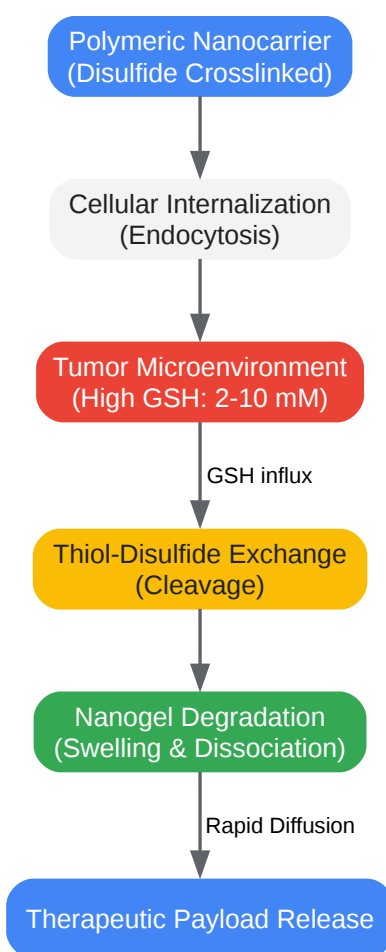 Polymeric Nanocarrier
(Disulfide Crosslinked)
Cellular Internalization
(Endocytosis)
Tumor Microenvironment
(High GSH: 2-10 mM)
GSH influx
Thiol-Disulfide Exchange
(Cleavage)
Nanogel Degradation
(Swelling & Dissociation)
Rapid Diffusion
Therapeutic Payload Release